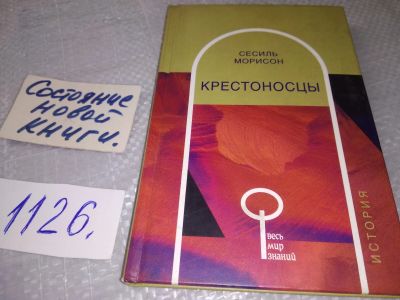 Состояние
новой
книги.
1126.
СЕСИЛЬ
МОРИСОН
КРЕСТОНОСЦЫ
весь
мир
знаний
ИСТОРИЯ